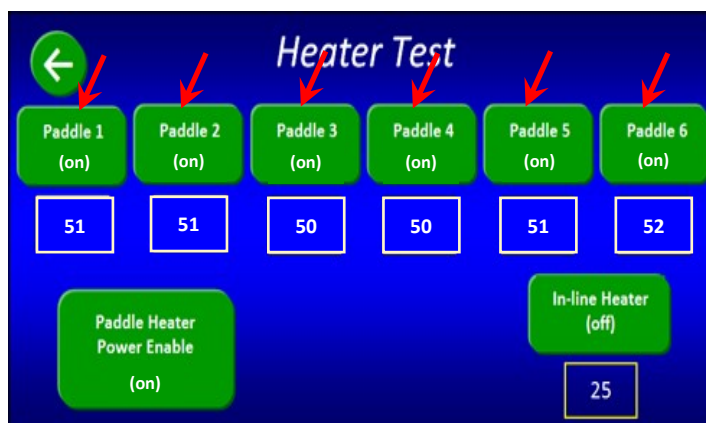 Heater Test
Paddle 1
(on)
Paddle 2
(on)
Paddle 3
(on)
Paddle 4
(on)
Paddle 5
(on)
Paddle 6
(on)
51
51
50
50
51
52
Paddle Heater
Power Enable
(on)
In-line Heater
(off)
25